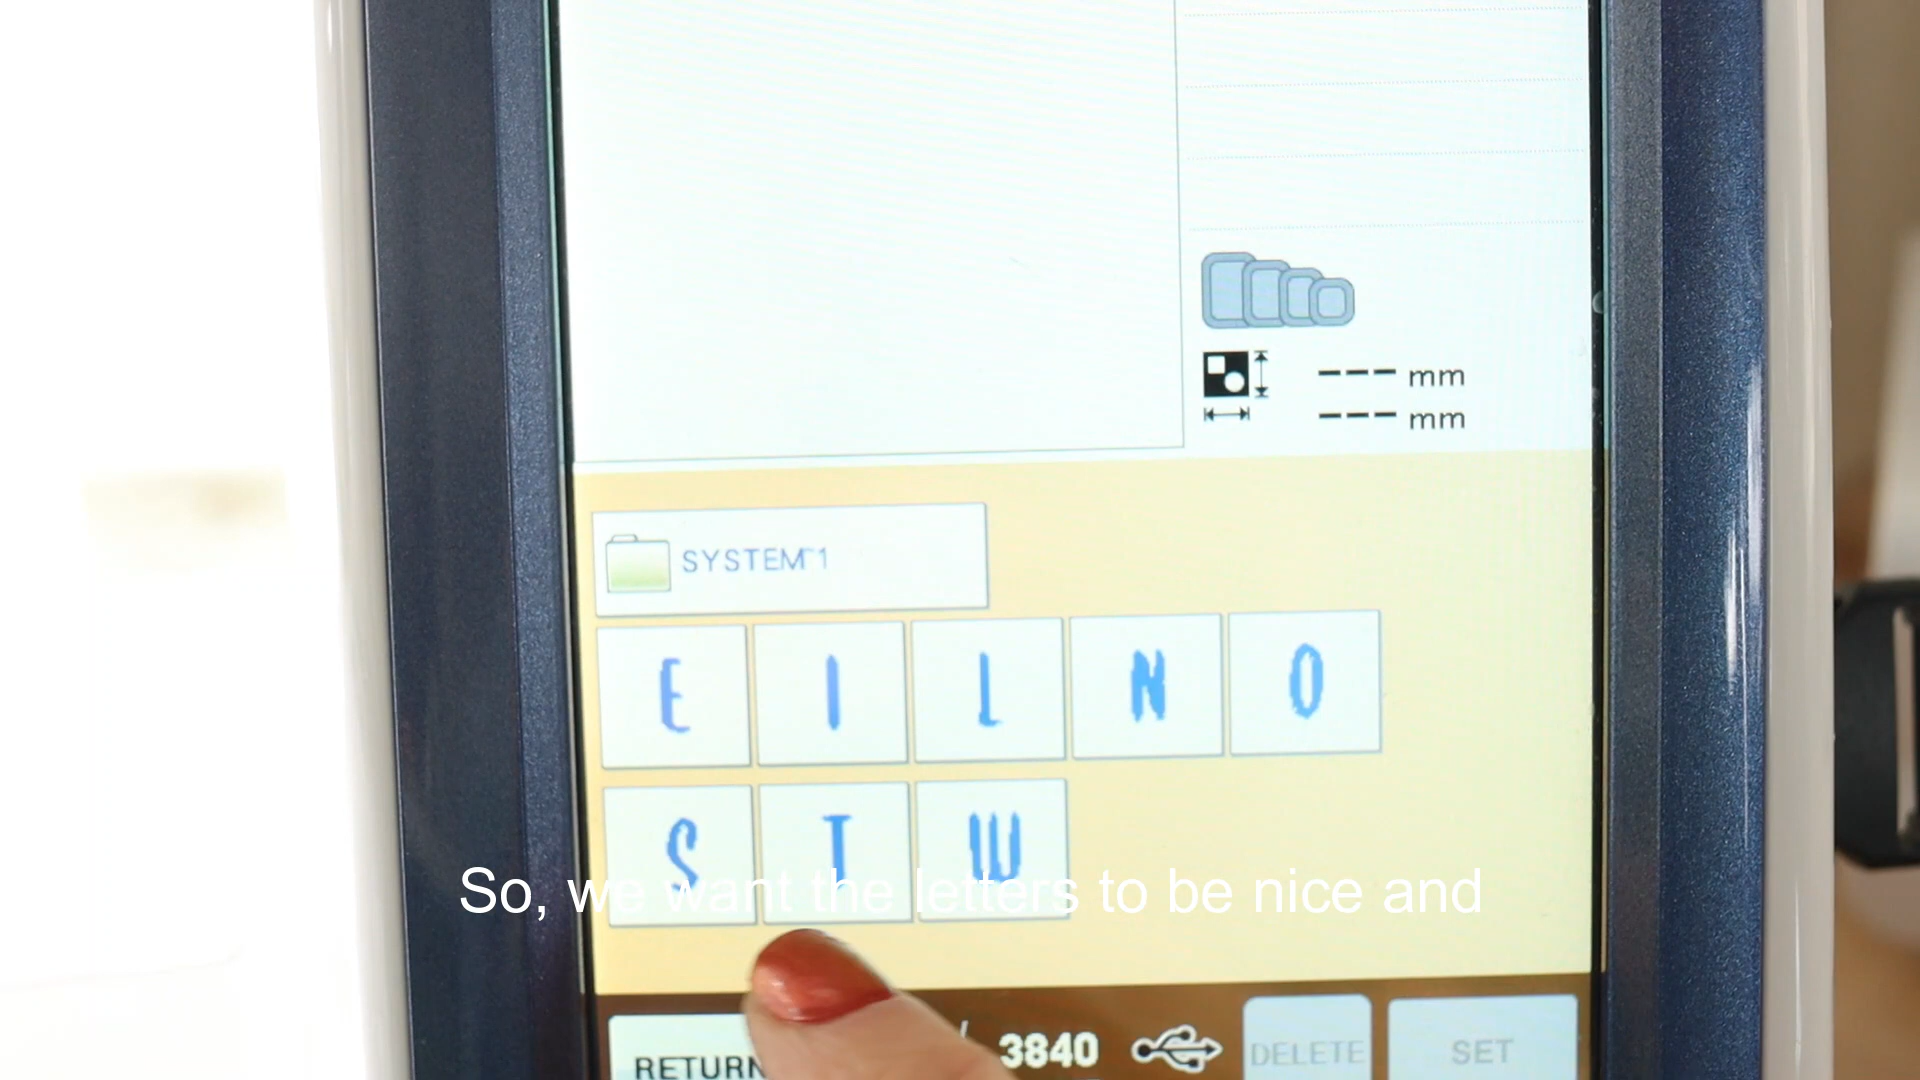 --- mm
--- mm
SYSTEM~1
E I L N O
S T W
So, we want the letters to be nice and
RETURN / 3840 DELETE SET